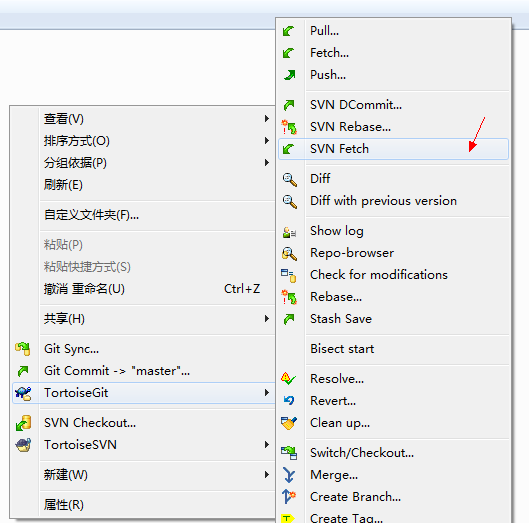 查看(V)
排序方式(O)
分组依据(P)
刷新(E)
自定义文件夹(F)...
粘贴(P)
粘贴快捷方式(S)
撤消 重命名(U) Ctrl+Z
共享(H)
Git Sync...
Git Commit -> "master"...
TortoiseGit
SVN Checkout...
TortoiseSVN
新建(W)
属性(R)
Pull...
Fetch...
Push...
SVN DCommit...
SVN Rebase...
SVN Fetch
Diff
Diff with previous version
Show log
Repo-browser
Check for modifications
Rebase...
Stash Save
Bisect start
Resolve...
Revert...
Clean up...
Switch/Checkout...
Merge...
Create Branch...
Create Tag...